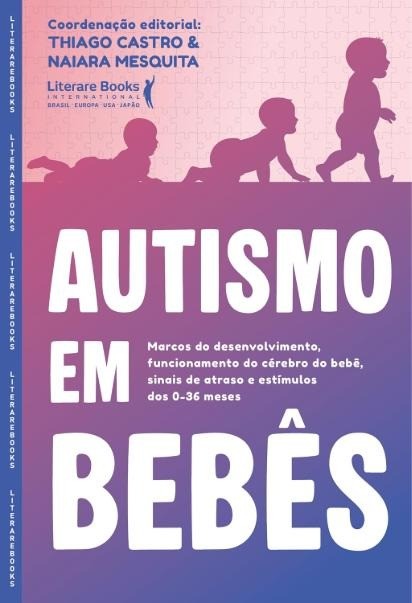 Coordenação editorial:
THIAGO CASTRO &
NAIARA MESQUITA
Literare Books
INTERNATIONAL
BRASIL · EUROPA · USA · JAPÃO
AUTISMO
EM
Marcos do desenvolvimento,
funcionamento do cérebro do bebê,
sinais de atraso e estímulos
dos 0-36 meses
BEBÊS
LITERAREBOOKS
LITERAREBOOKS
LITERAREBOOKS
LITERAREBOOKS
LITERAREBOOKS